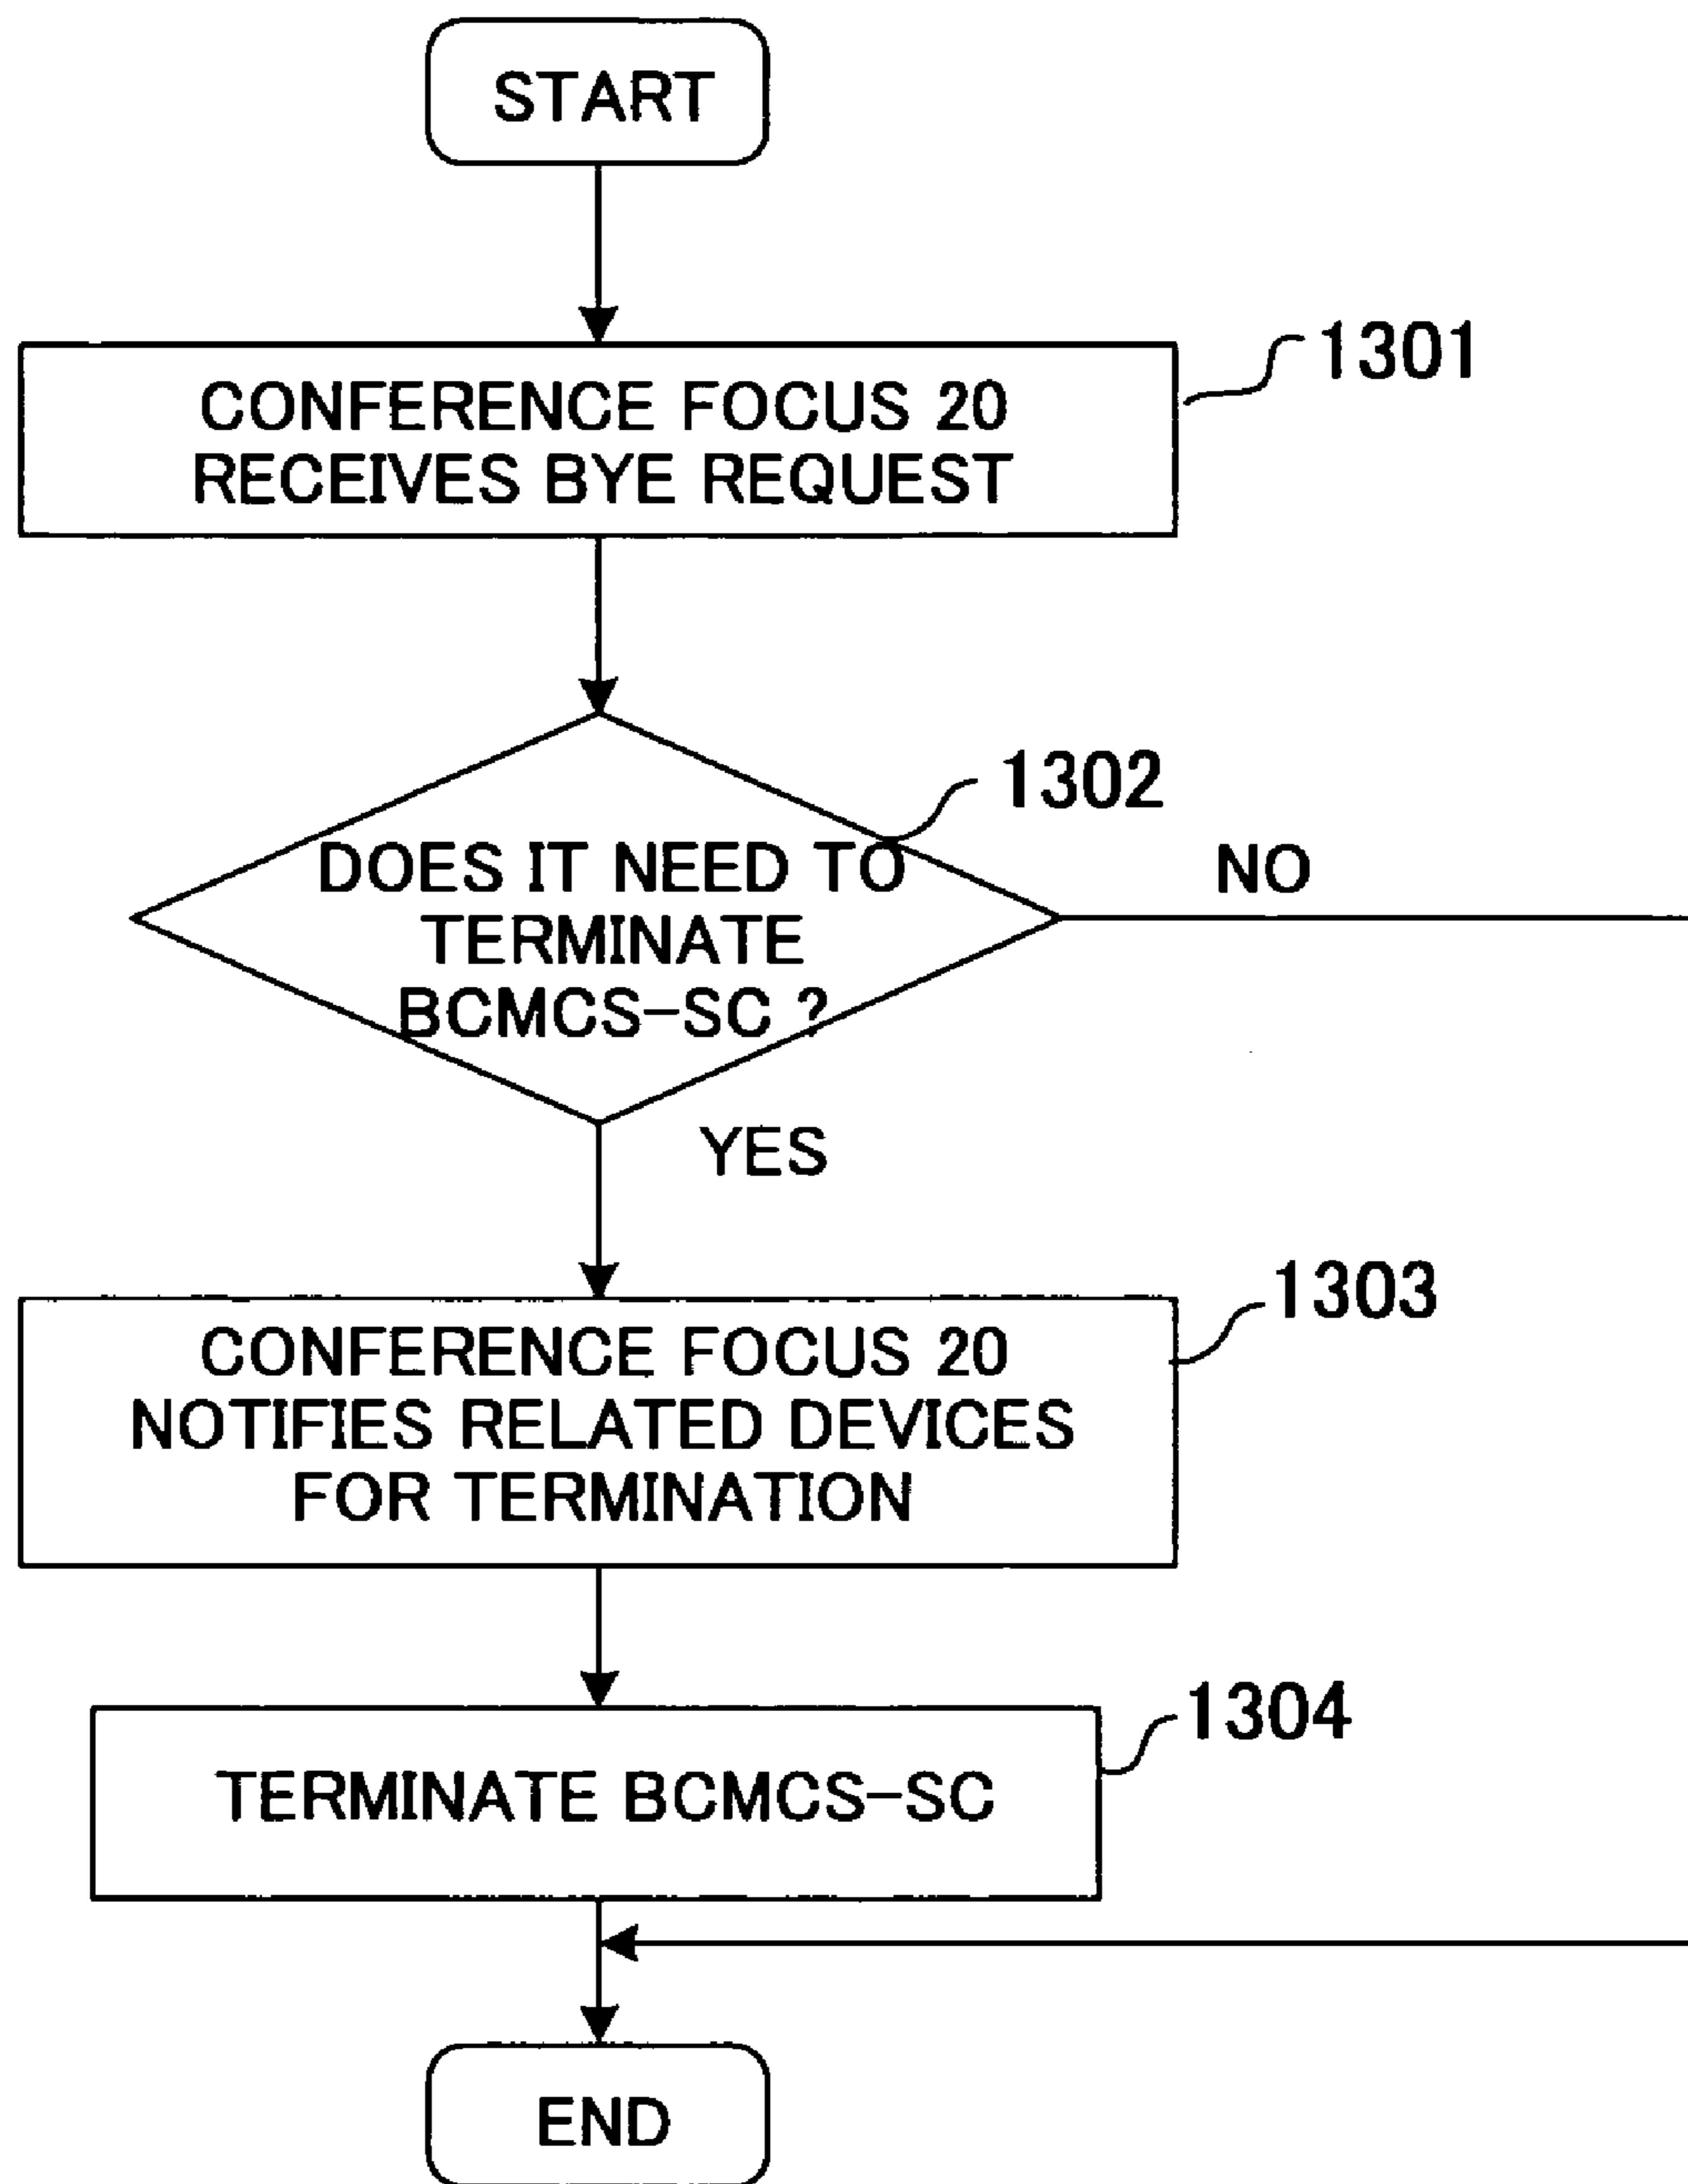 START
1301
CONFERENCE FOCUS 20
RECEIVES BYE REQUEST
1302
DOES IT NEED TO
TERMINATE
BCMCS-SC ?
NO
YES
1303
CONFERENCE FOCUS 20
NOTIFIES RELATED DEVICES
FOR TERMINATION
1304
TERMINATE BCMCS-SC
END